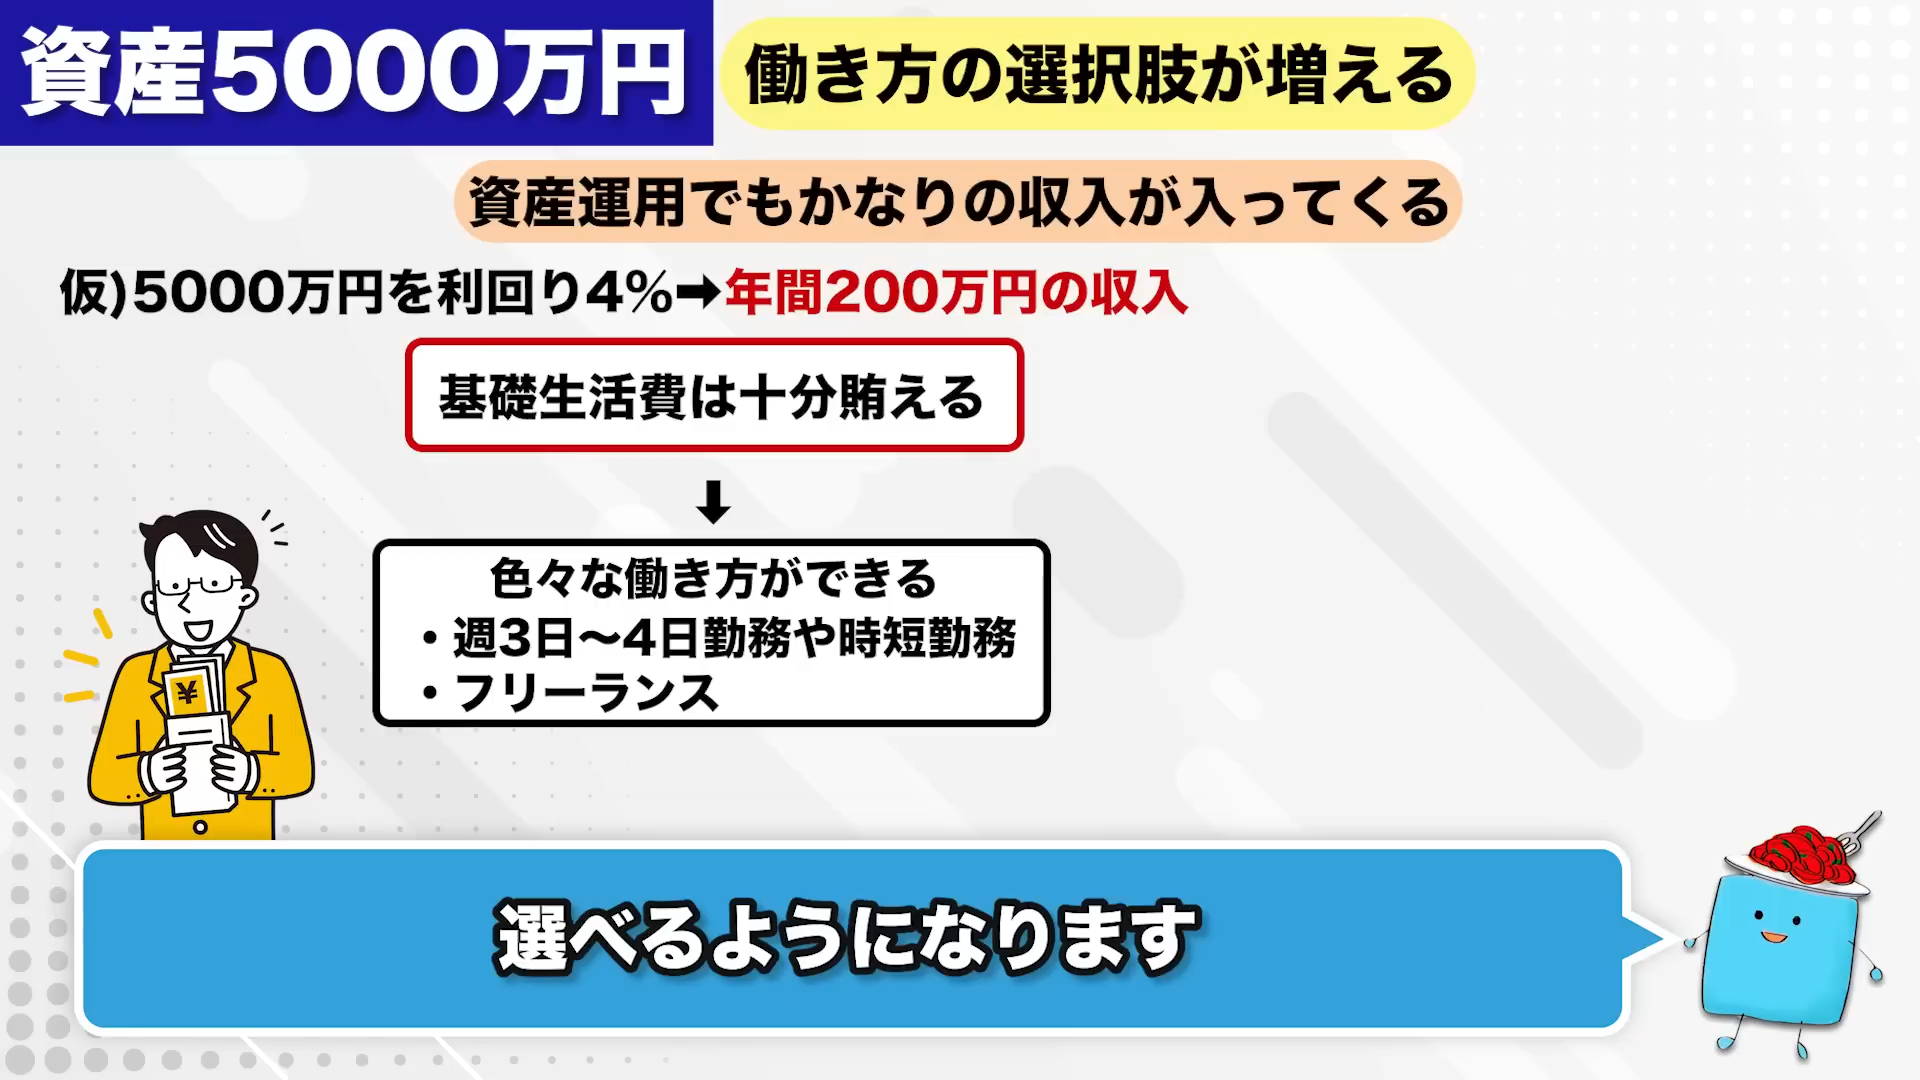 資産5000万円
働き方の選択肢が増える
資産運用でもかなりの収入が入ってくる
仮)5000万円を利回り4%➡年間200万円の収入
基礎生活費は十分賄える
⬇
色々な働き方ができる
・週3日〜4日勤務や時短勤務
・フリーランス
¥
選べるようになります